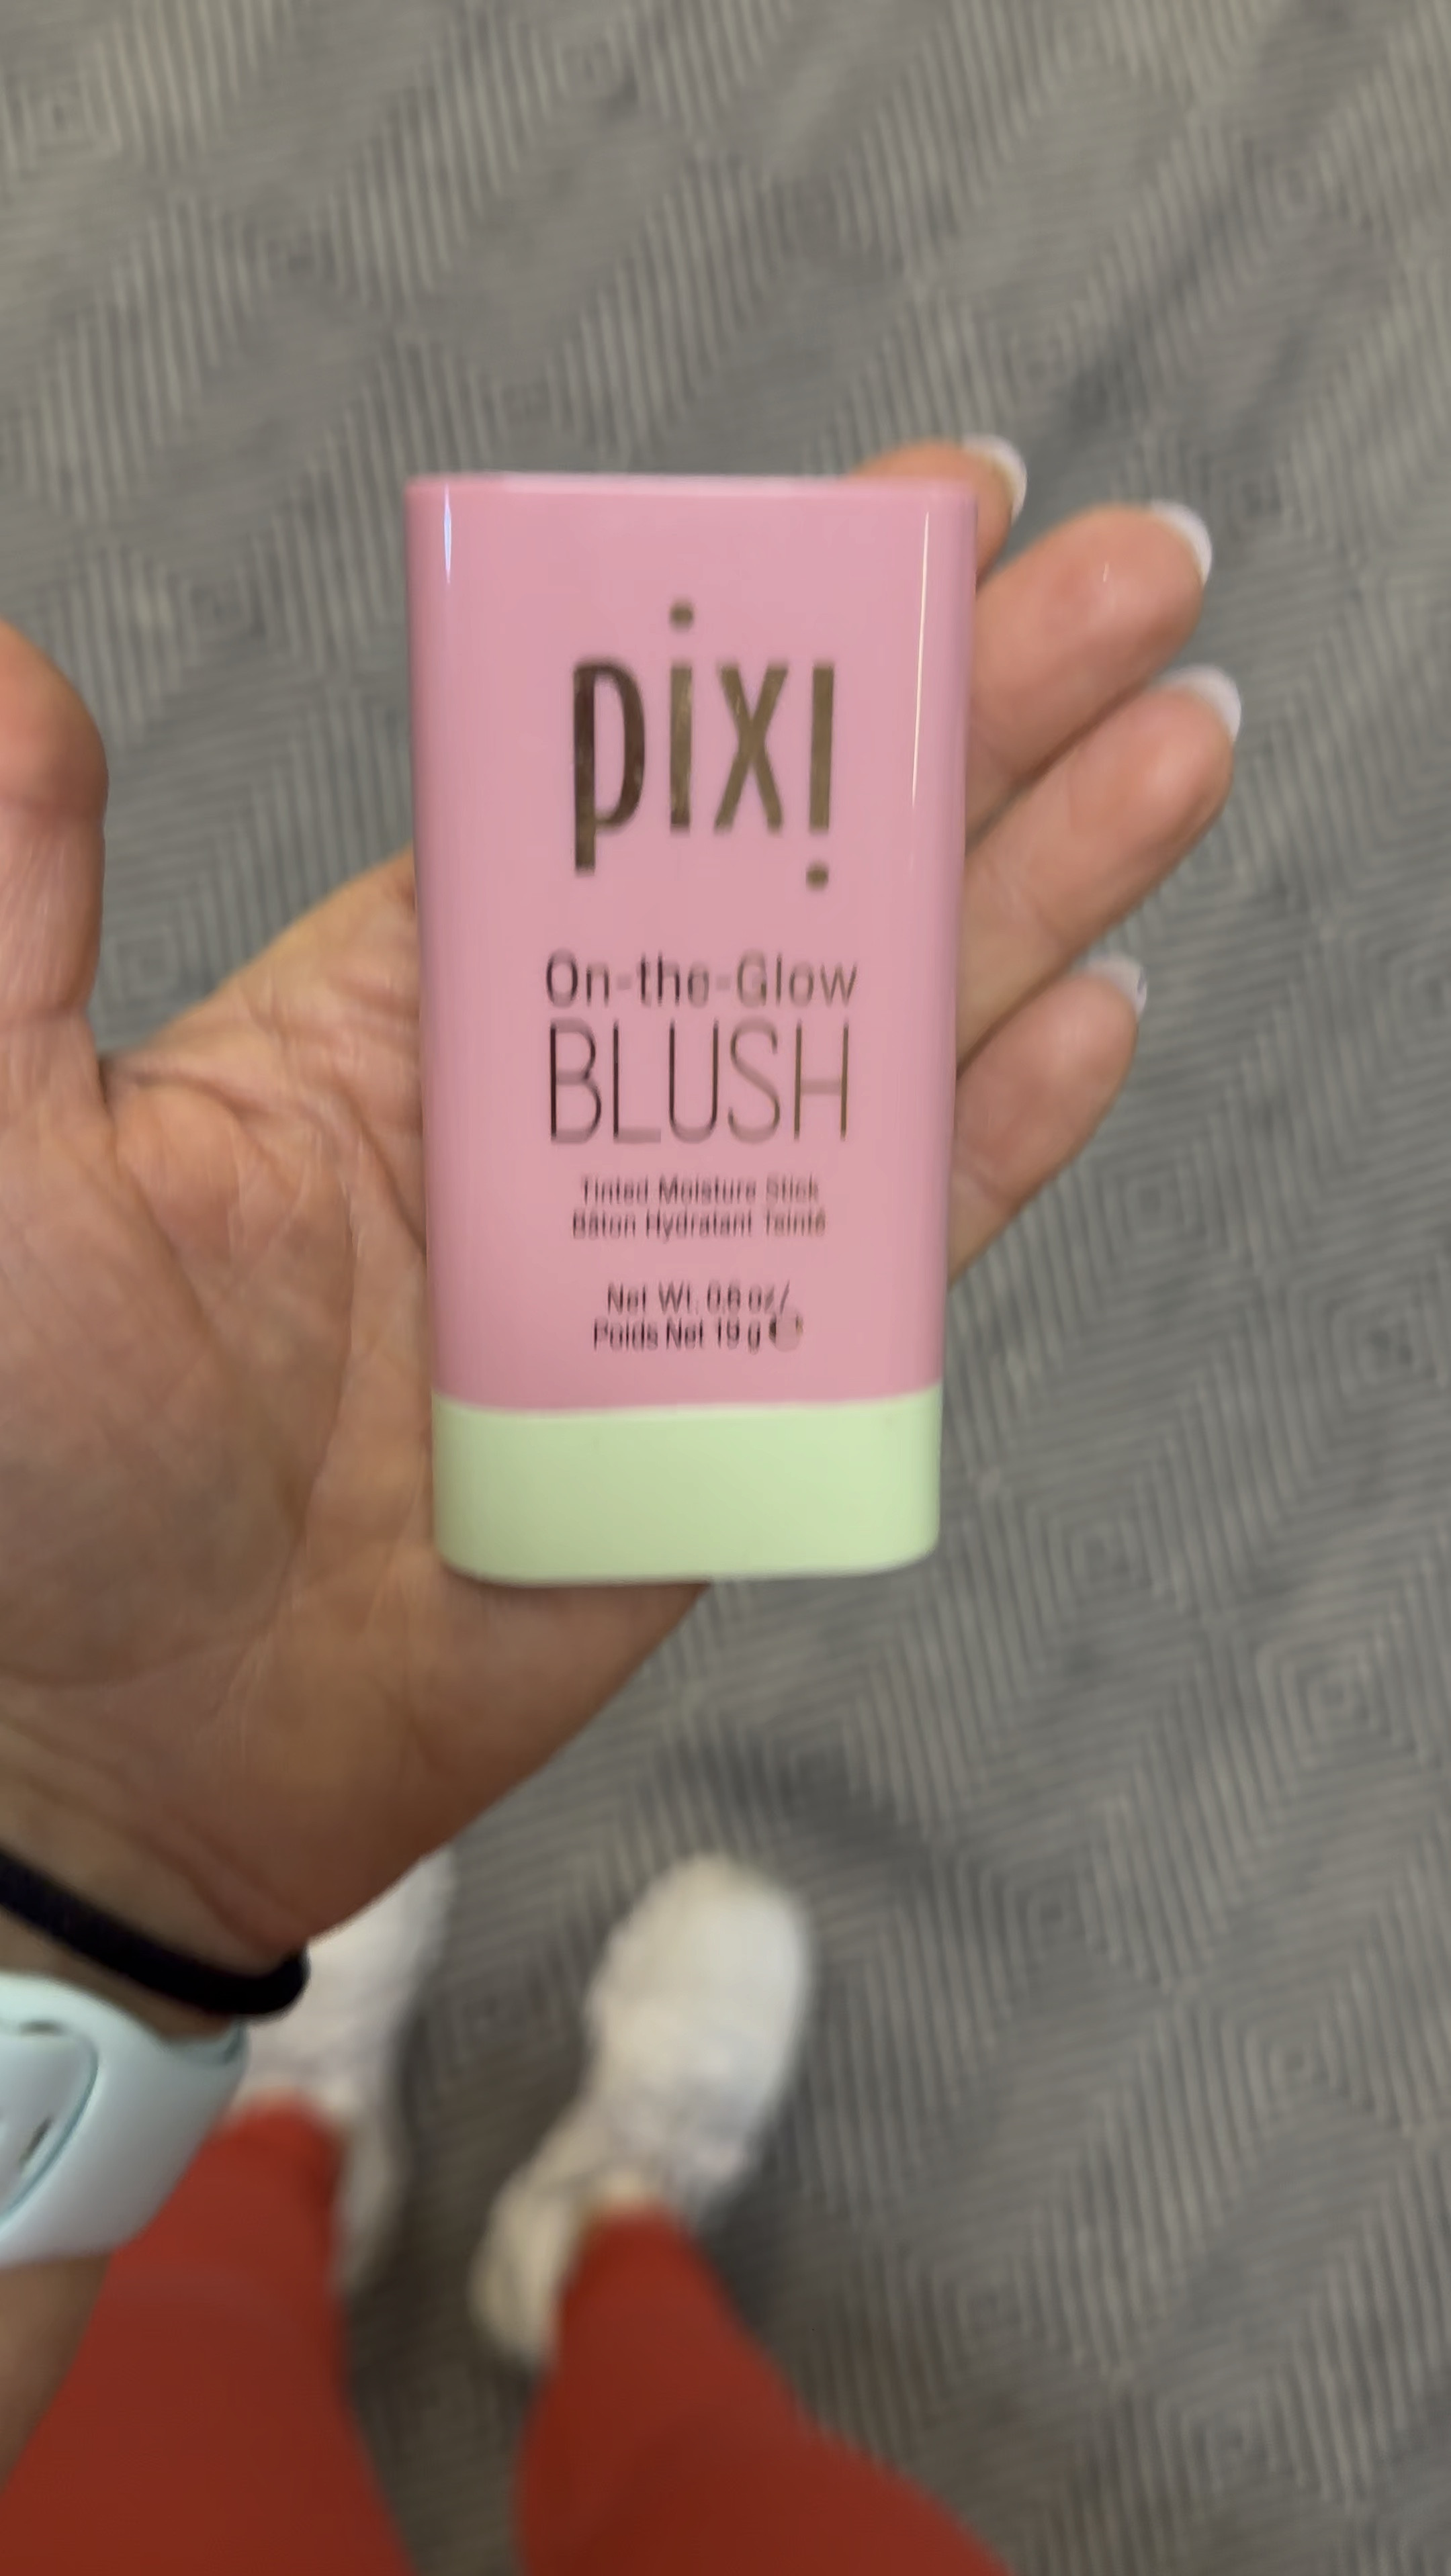 pixi
On-the-Glow
BLUSH
Tinted Moisture Stick
Bâton Hydratant Teinté
Net Wt. 0.6 oz/
Poids Net 19 g ℮